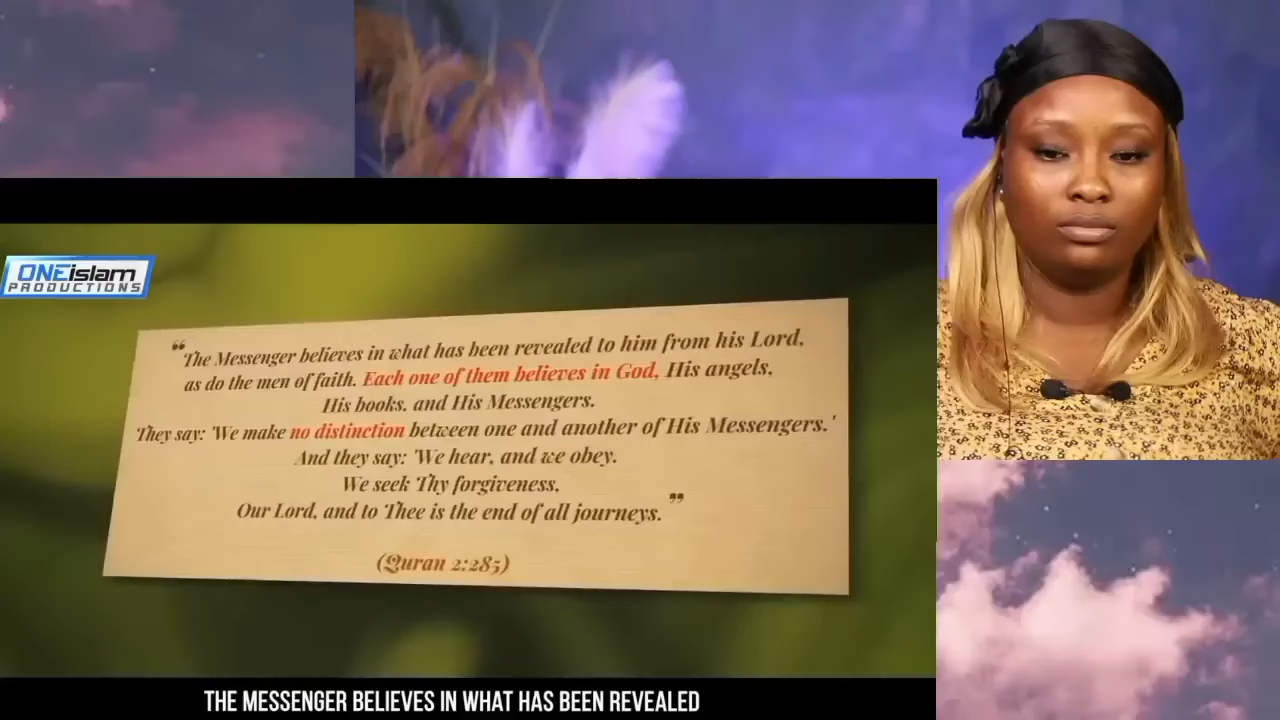 ONEislam
PRODUCTIONS
“The Messenger believes in what has been revealed to him from his Lord,
as do the men of faith. Each one of them believes in God, His angels,
His books, and His Messengers.
They say: 'We make no distinction between one and another of His Messengers.'
And they say: 'We hear, and we obey.
We seek Thy forgiveness,
Our Lord, and to Thee is the end of all journeys.”
(Quran 2:285)
THE MESSENGER BELIEVES IN WHAT HAS BEEN REVEALED